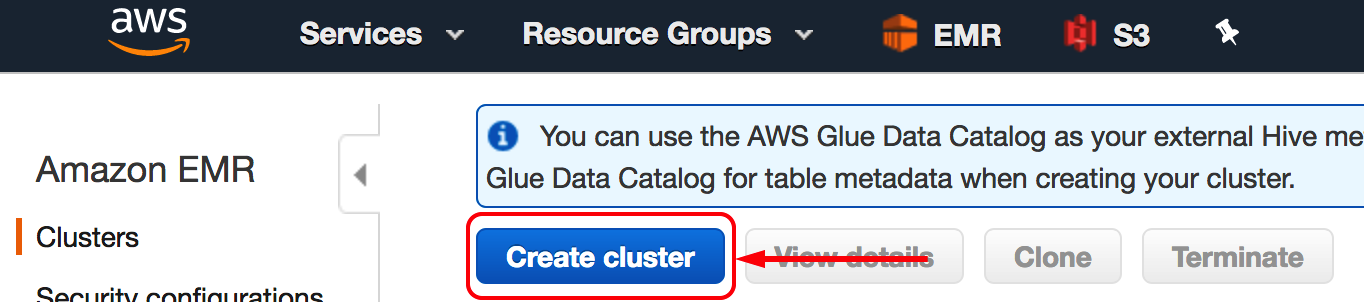 aws Services Resource Groups EMR S3
You can use the AWS Glue Data Catalog as your external Hive me
Amazon EMR
Glue Data Catalog for table metadata when creating your cluster.
Clusters
Create cluster View details Clone Terminate
Security configurations